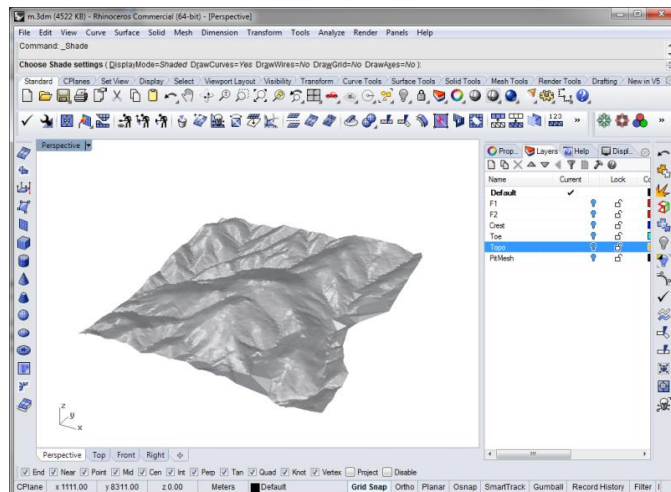 m.3dm (4522 KB) - Rhinoceros Commercial (64-bit) - [Perspective]
File Edit View Curve Surface Solid Mesh Dimension Transform Tools Analyze Render Panels Help
Command: _Shade
Choose Shade settings ( DisplayMode=Shaded DrawCurves=Yes DrawWires=No DrawGrid=No DrawAxes=No ):
Standard CPlanes Set View Display Select Viewport Layout Visibility Transform Curve Tools Surface Tools Solid Tools Mesh Tools Render Tools Drafting New in V5
123
Perspective
Prop... Layers Help Displ...
Name Current Lock Co
Default
F1
F2
Crest
Toe
Topo
PitMesh
z
y
x
Perspective Top Front Right
End Near Point Mid Cen Int Perp Tan Quad Knot Vertex Project Disable
CPlane x 1111.00 y 8311.00 z 0.00 Meters Default Grid Snap Ortho Planar Osnap SmartTrack Gumball Record History Filter